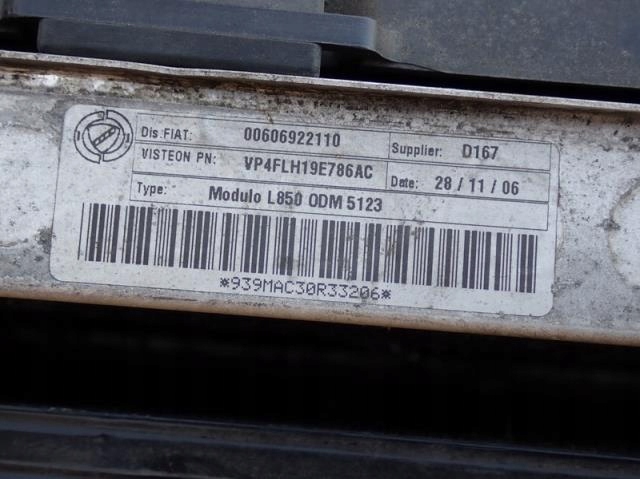 Dis.FIAT: 00606922110 Supplier: D167
VISTEON PN: VP4FLH19E786AC Date: 28 / 11 / 06
Type: Modulo L850 ODM 5123
*939MAC30R33206*